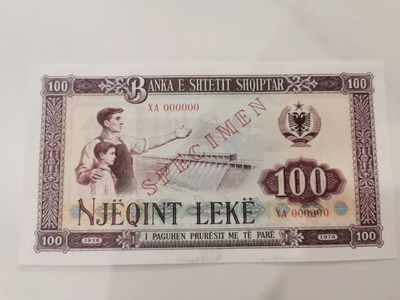 100 BANKA E SHTETIT SHQIPTAR 100
XA 000000
SPECIMEN
100
XA 000000
NJËQINT LEKË
100 1976 I PAGUHEN PRURËSIT ME TË PARË 1976 100